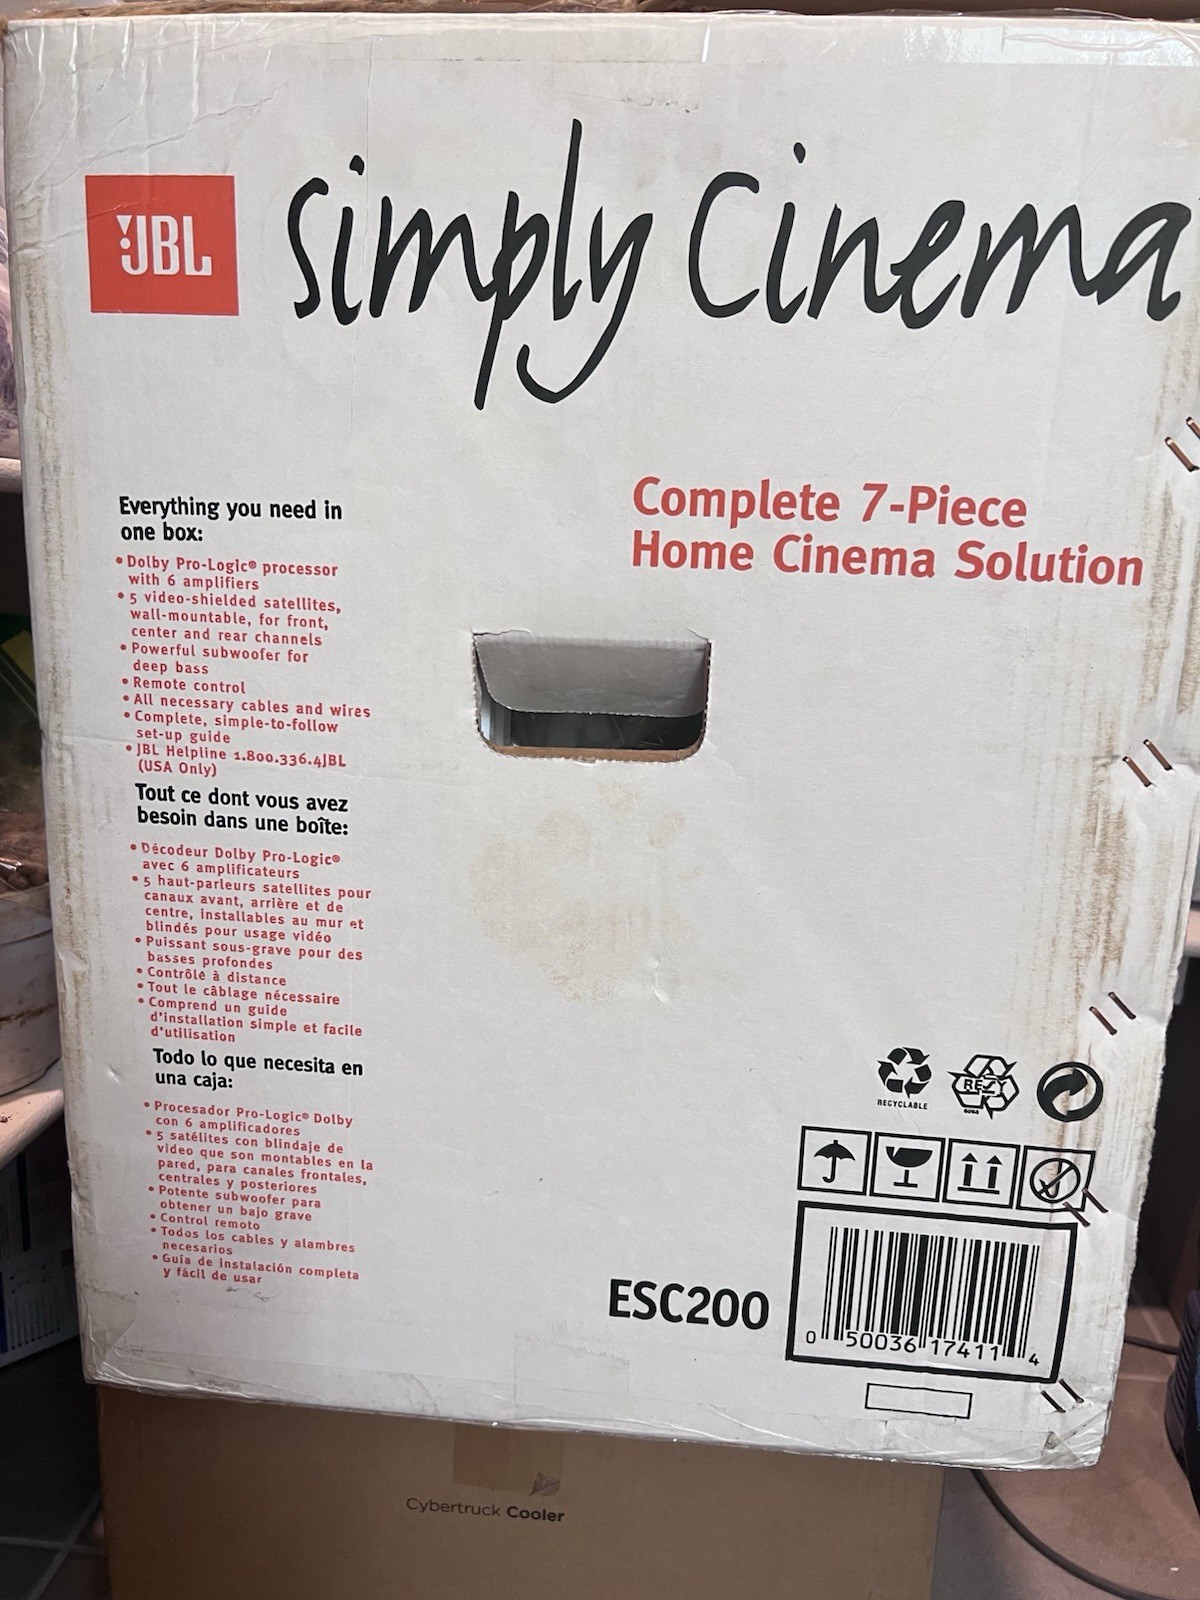 JBL
Simply Cinema
Complete 7-Piece
Home Cinema Solution
Everything you need in
one box:
• Dolby Pro-Logic® processor
with 6 amplifiers
• 5 video-shielded satellites,
wall-mountable, for front,
center and rear channels
• Powerful subwoofer for
deep bass
• Remote control
• All necessary cables and wires
• Complete, simple-to-follow
set-up guide
• JBL Helpline 1.800.336.4JBL
(USA Only)
Tout ce dont vous avez
besoin dans une boîte:
• Décodeur Dolby Pro-Logic®
avec 6 amplificateurs
• 5 haut-parleurs satellites pour
canaux avant, arrière et de
centre, installables au mur et
blindés pour usage vidéo
• Puissant sous-grave pour des
basses profondes
• Contrôlé à distance
• Tout le câblage nécessaire
• Comprend un guide
d'installation simple et facile
d'utilisation
Todo lo que necesita en
una caja:
• Procesador Pro-Logic® Dolby
con 6 amplificadores
• 5 satélites con blindaje de
video que son montables en la
pared, para canales frontales,
centrales y posteriores
• Potente subwoofer para
obtener un bajo grave
• Control remoto
• Todos los cables y alambres
necesarios
• Guía de instalación completa
y fácil de usar
RECYCLABLE
RESY
ESC200
0 50036 17411 4
Cybertruck Cooler